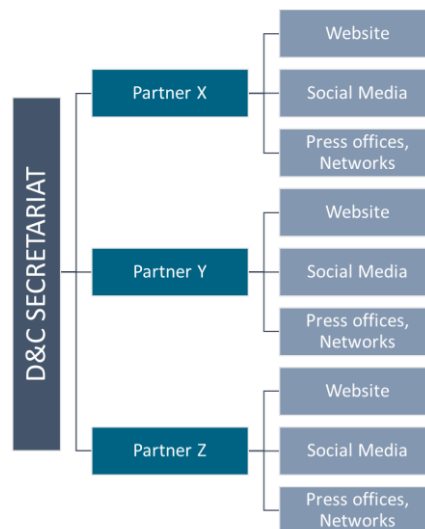 D&C SECRETARIAT
Partner X
Website
Social Media
Press offices,
Networks
Partner Y
Website
Social Media
Press offices,
Networks
Partner Z
Website
Social Media
Press offices,
Networks